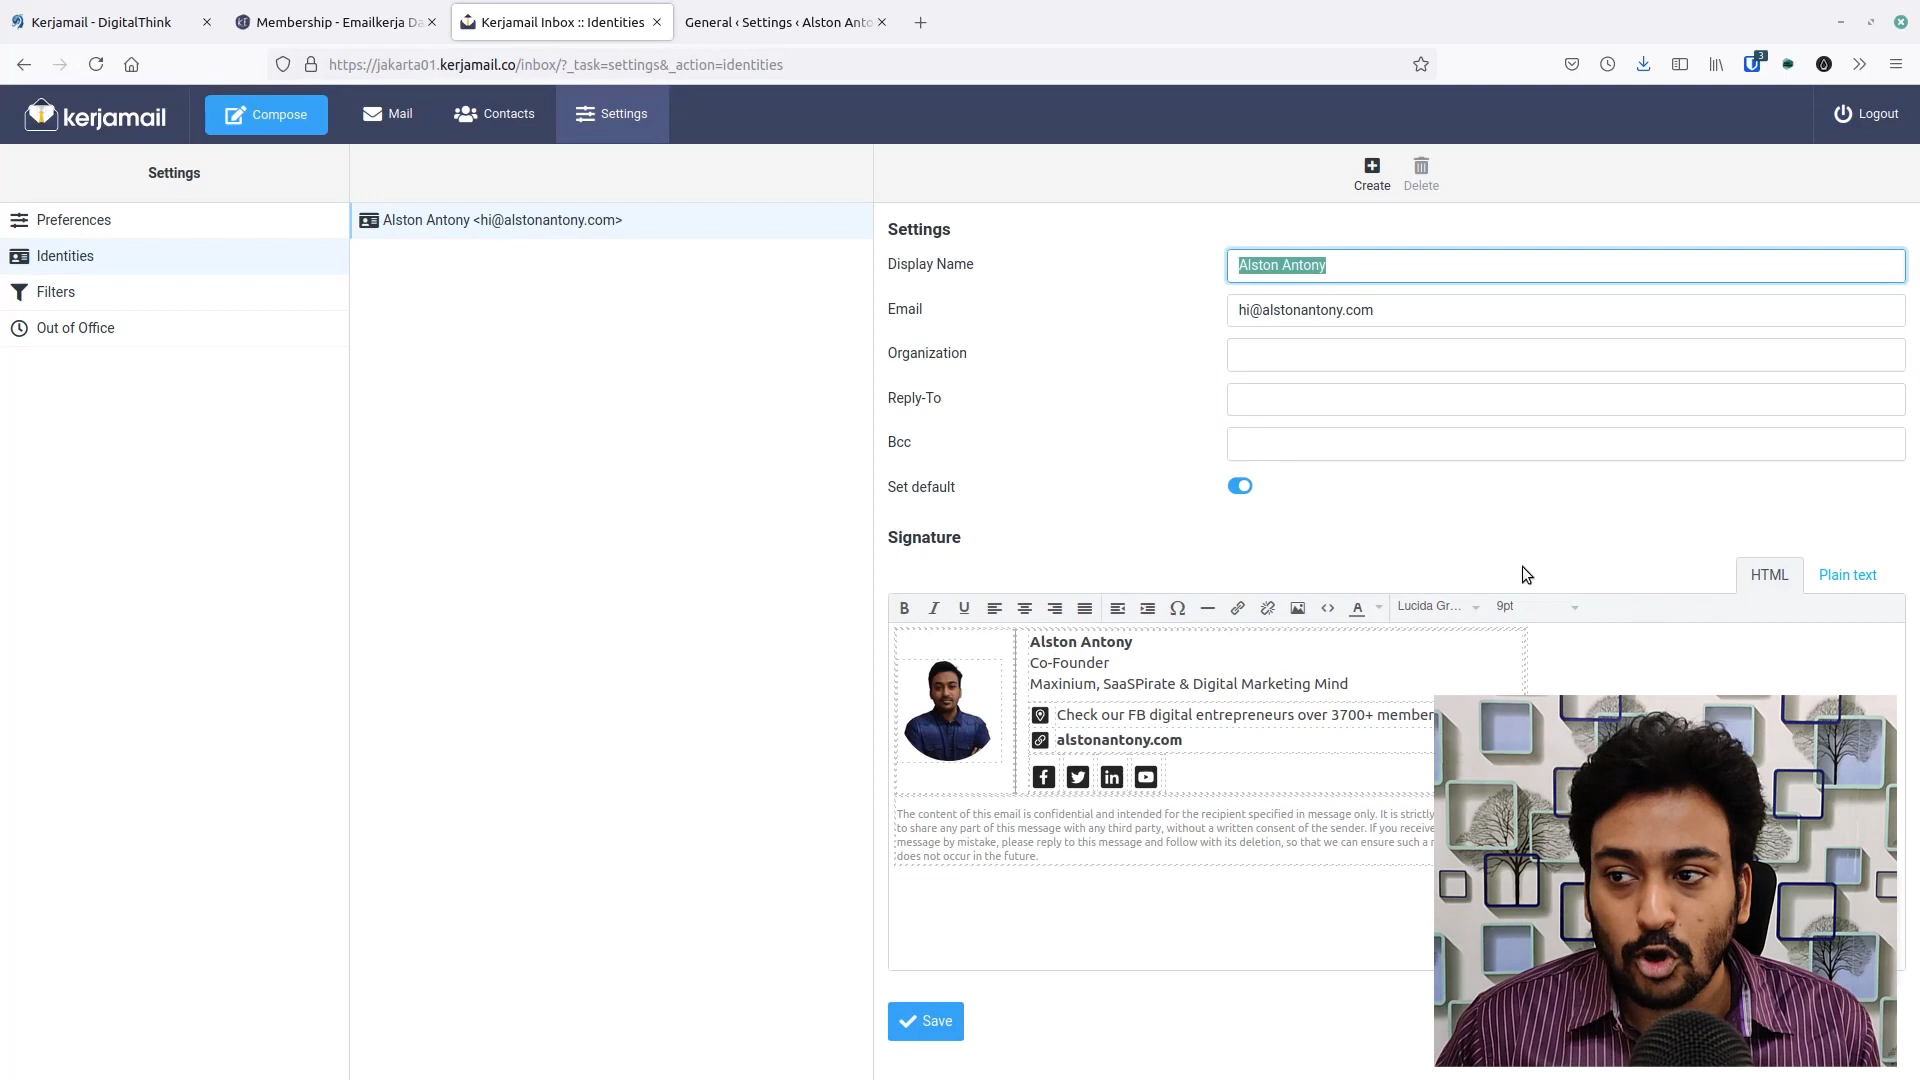 Kerjamail - DigitalThink
Membership - Emailkerja Da
Kerjamail Inbox :: Identities
General ‹ Settings ‹ Alston Anto
https://jakarta01.kerjamail.co/inbox/?_task=settings&_action=identities
3
kerjamail
Compose
Mail
Contacts
Settings
Logout
Settings
Create
Delete
Preferences
Identities
Filters
Out of Office
Alston Antony <hi@alstonantony.com>
Settings
Display Name
Alston Antony
Email
hi@alstonantony.com
Organization
Reply-To
Bcc
Set default
Signature
HTML
Plain text
B I U
A
Lucida Gr...
9pt
Alston Antony
Co-Founder
Maxinium, SaaSPirate & Digital Marketing Mind
Check our FB digital entrepreneurs over 3700+ member
alstonantony.com
The content of this email is confidential and intended for the recipient specified in message only. It is strictly
to share any part of this message with any third party, without a written consent of the sender. If you receive
message by mistake, please reply to this message and follow with its deletion, so that we can ensure such a
does not occur in the future.
Save